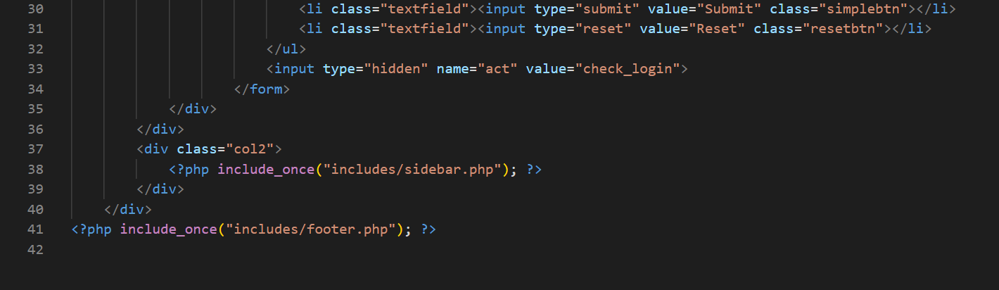 30 <li class="textfield"><input type="submit" value="Submit" class="simplebtn"></li>
31 <li class="textfield"><input type="reset" value="Reset" class="resetbtn"></li>
32 </ul>
33 <input type="hidden" name="act" value="check_login">
34 </form>
35 </div>
36 </div>
37 <div class="col2">
38 <?php include_once("includes/sidebar.php"); ?>
39 </div>
40 </div>
41 <?php include_once("includes/footer.php"); ?>
42